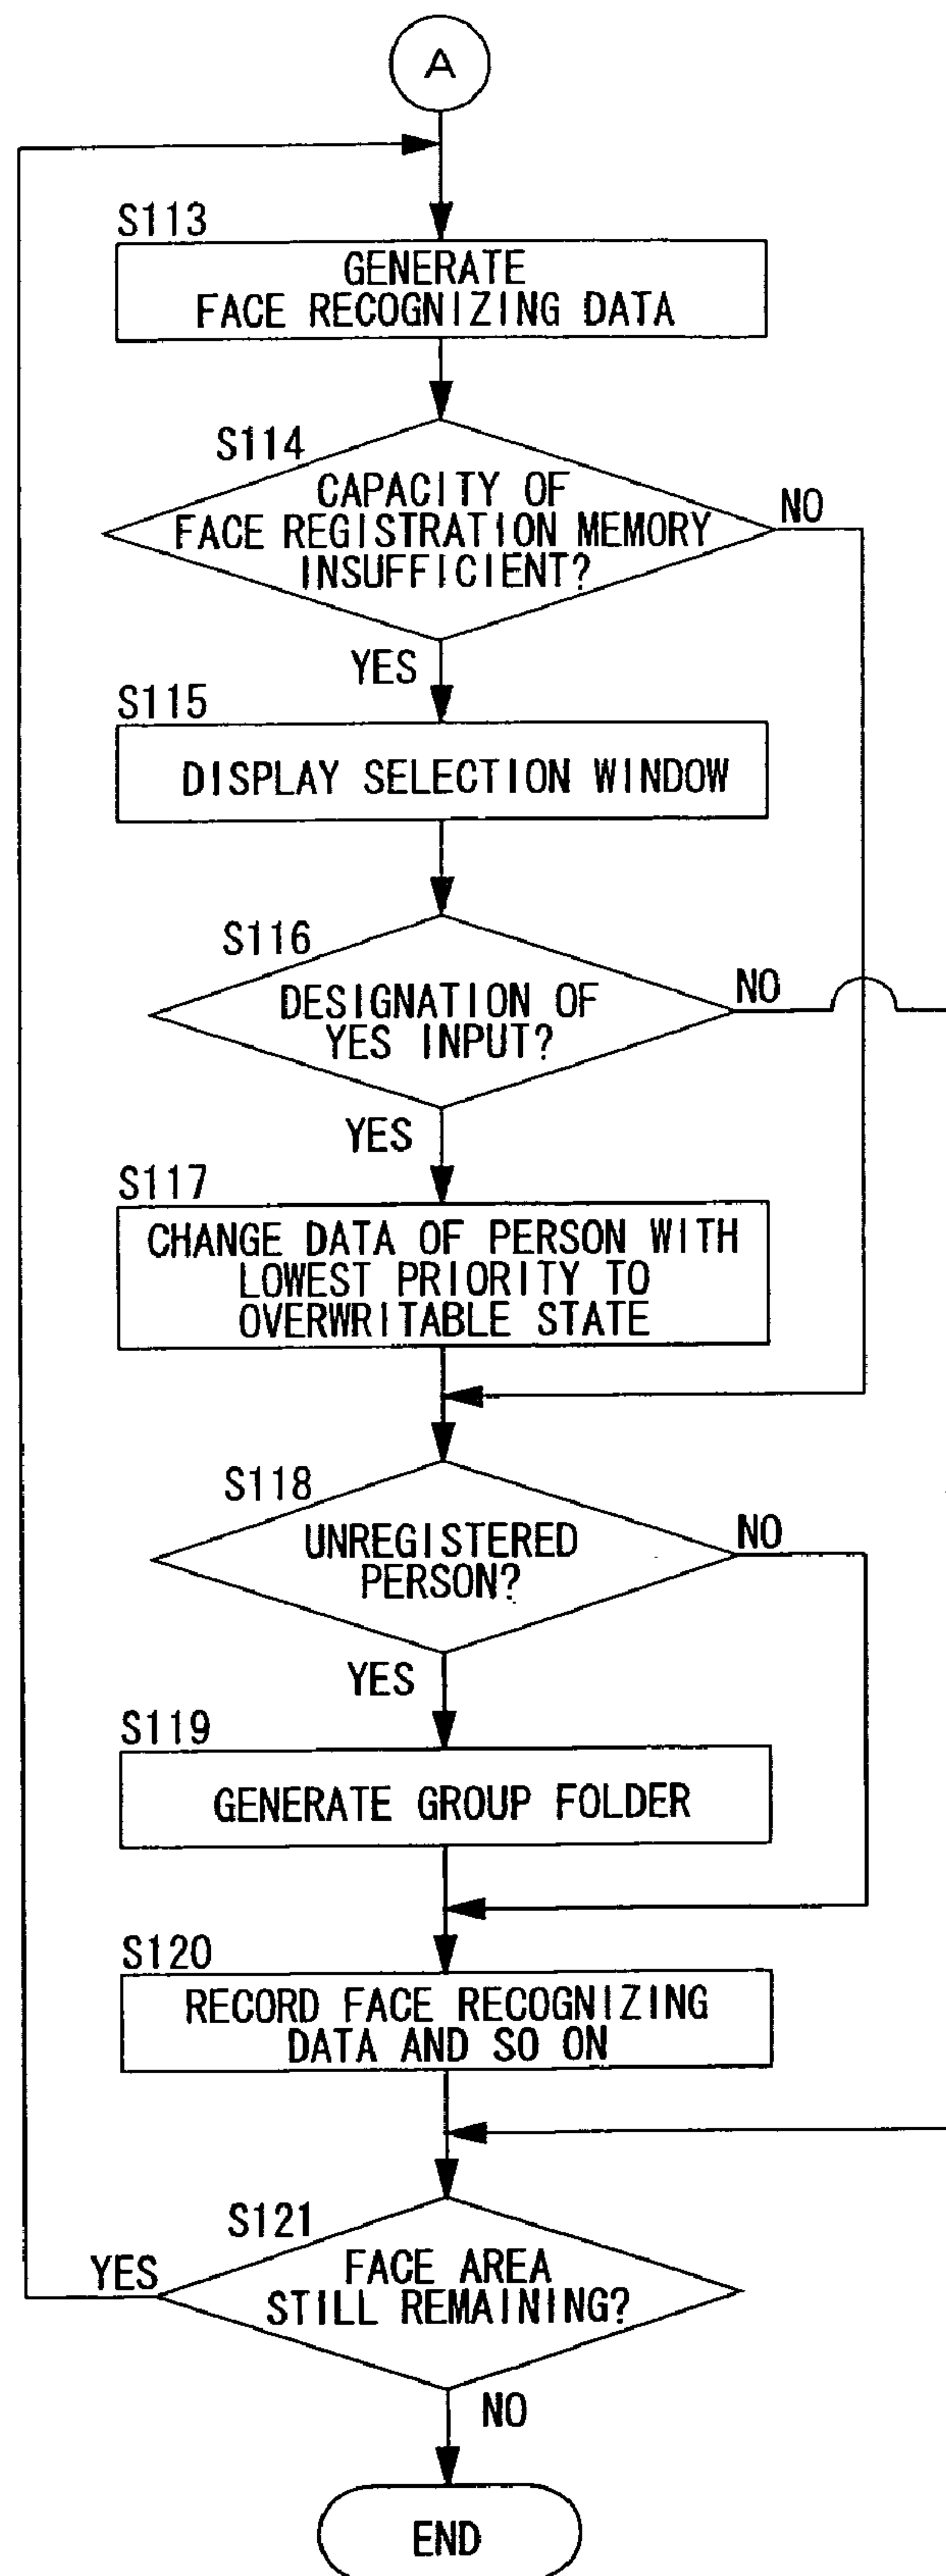 A
S113
GENERATE
FACE RECOGNIZING DATA
S114
CAPACITY OF
FACE REGISTRATION MEMORY
INSUFFICIENT?
NO
YES
S115
DISPLAY SELECTION WINDOW
S116
DESIGNATION OF
YES INPUT?
NO
YES
S117
CHANGE DATA OF PERSON WITH
LOWEST PRIORITY TO
OVERWRITABLE STATE
S118
UNREGISTERED
PERSON?
NO
YES
S119
GENERATE GROUP FOLDER
S120
RECORD FACE RECOGNIZING
DATA AND SO ON
S121
FACE AREA
STILL REMAINING?
YES
NO
END